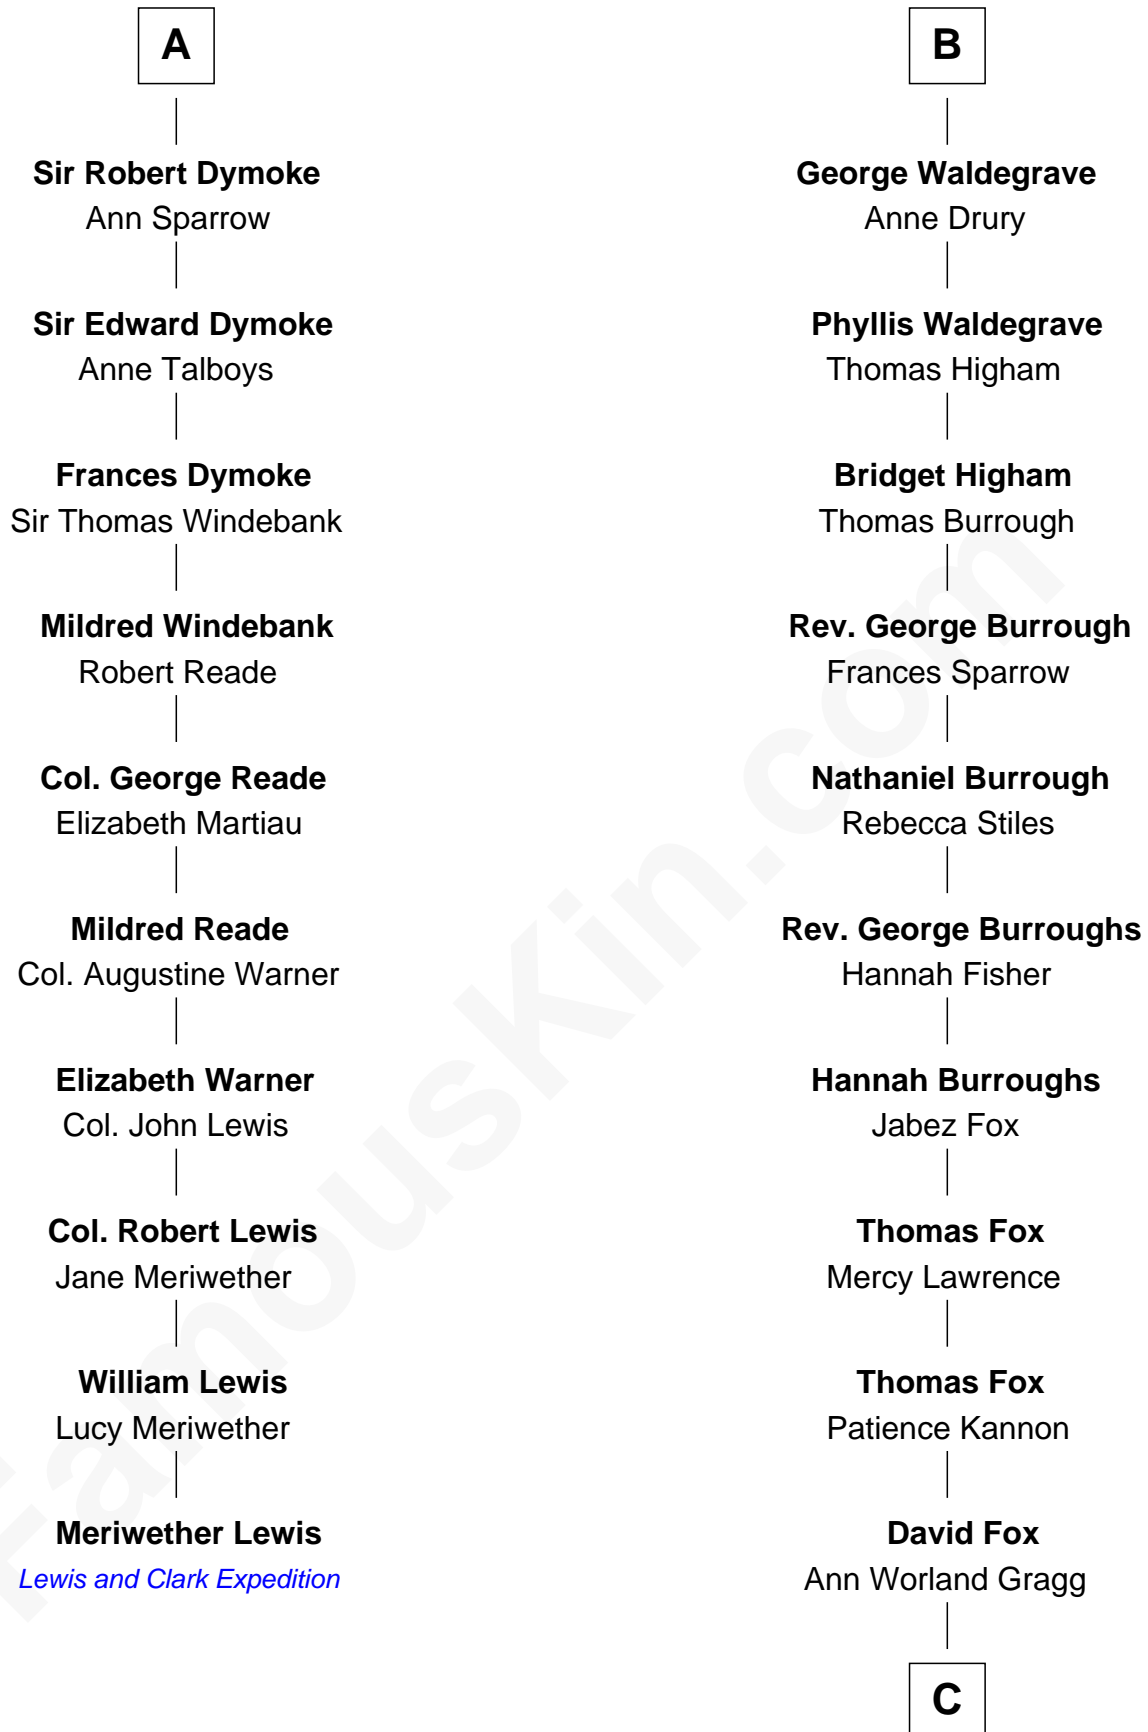 A
Sir Robert Dymoke
Ann Sparrow
Sir Edward Dymoke
Anne Talboys
Frances Dymoke
Sir Thomas Windebank
Mildred Windebank
Robert Reade
Col. George Reade
Elizabeth Martiau
Mildred Reade
Col. Augustine Warner
Elizabeth Warner
Col. John Lewis
Col. Robert Lewis
Jane Meriwether
William Lewis
Lucy Meriwether
Meriwether Lewis
Lewis and Clark Expedition
B
George Waldegrave
Anne Drury
Phyllis Waldegrave
Thomas Higham
Bridget Higham
Thomas Burrough
Rev. George Burrough
Frances Sparrow
Nathaniel Burrough
Rebecca Stiles
Rev. George Burroughs
Hannah Fisher
Hannah Burroughs
Jabez Fox
Thomas Fox
Mercy Lawrence
Thomas Fox
Patience Kannon
David Fox
Ann Worland Gragg
C
FamousKin.com